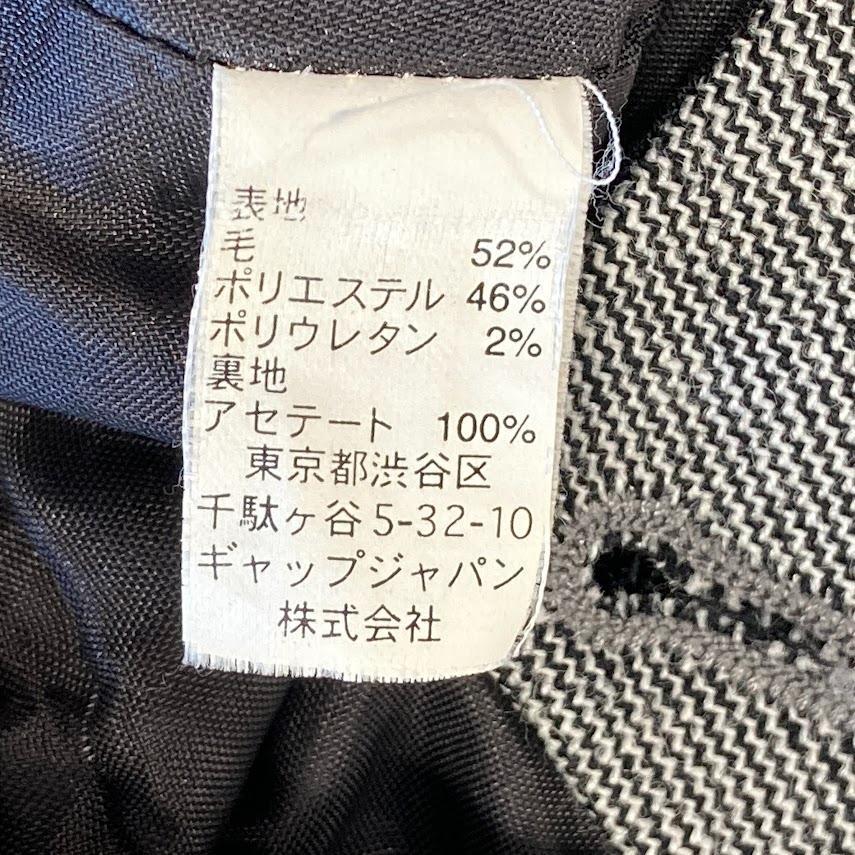 表地
毛 52%
ポリエステル 46%
ポリウレタン 2%
裏地
アセテート 100%
東京都渋谷区
千駄ヶ谷5-32-10
ギャップジャパン
株式会社